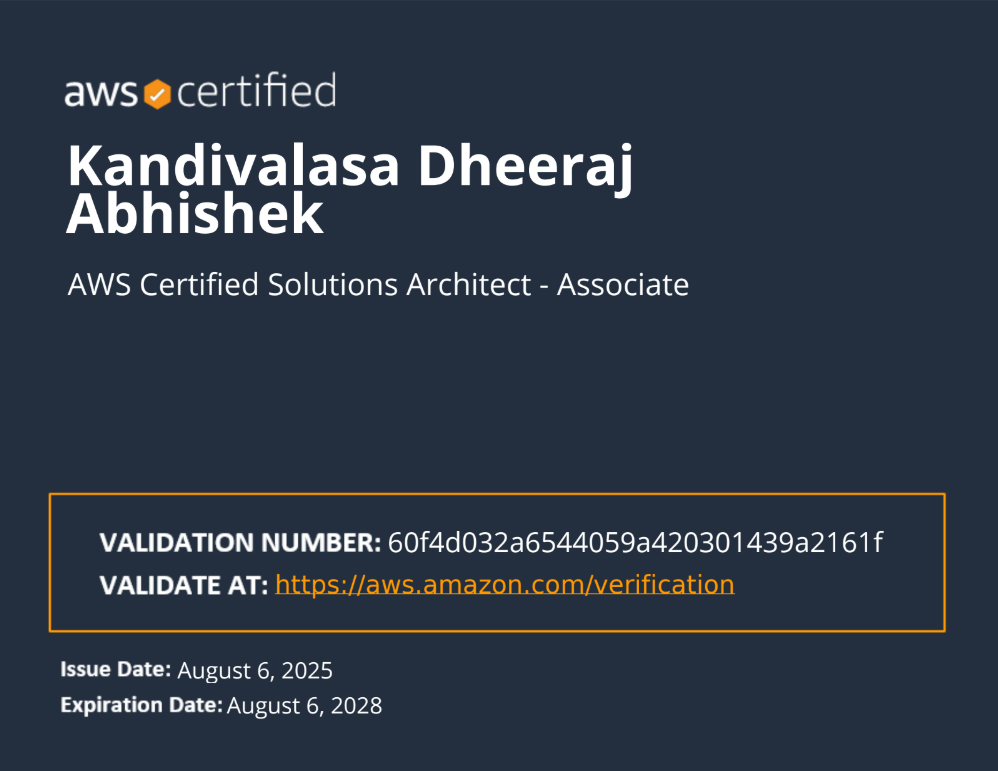 aws certified
Kandivalasa Dheeraj
Abhishek
AWS Certified Solutions Architect - Associate
VALIDATION NUMBER: 60f4d032a6544059a420301439a2161f
VALIDATE AT: https://aws.amazon.com/verification
Issue Date: August 6, 2025
Expiration Date: August 6, 2028